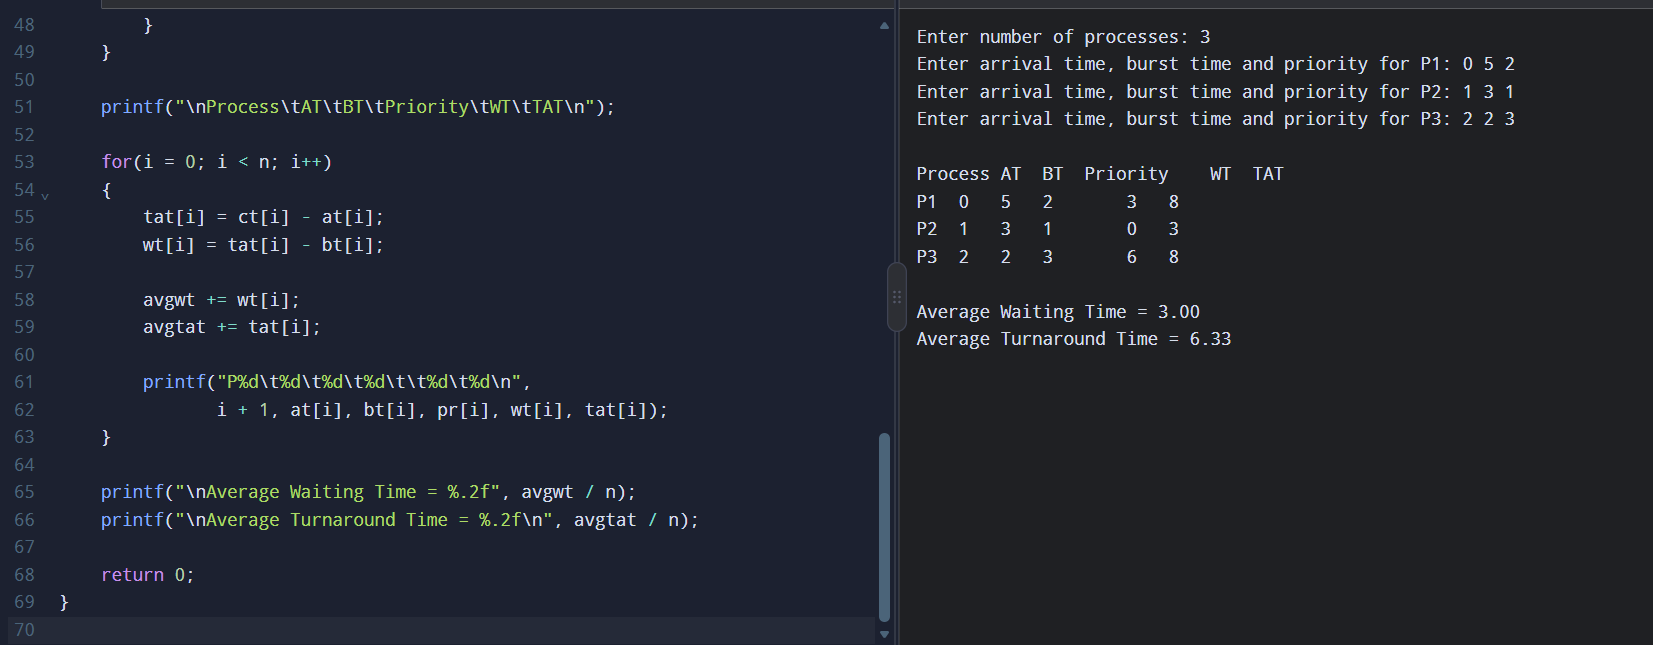 48 }
49 }
50
51 printf("\nProcess\tAT\tBT\tPriority\tWT\tTAT\n");
52
53 for(i = 0; i < n; i++)
54 {
55 tat[i] = ct[i] - at[i];
56 wt[i] = tat[i] - bt[i];
57
58 avgwt += wt[i];
59 avgtat += tat[i];
60
61 printf("P%d\t%d\t%d\t%d\t\t%d\t%d\n",
62 i + 1, at[i], bt[i], pr[i], wt[i], tat[i]);
63 }
64
65 printf("\nAverage Waiting Time = %.2f", avgwt / n);
66 printf("\nAverage Turnaround Time = %.2f\n", avgtat / n);
67
68 return 0;
69 }
70
Enter number of processes: 3
Enter arrival time, burst time and priority for P1: 0 5 2
Enter arrival time, burst time and priority for P2: 1 3 1
Enter arrival time, burst time and priority for P3: 2 2 3
Process AT BT Priority WT TAT
P1 0 5 2 3 8
P2 1 3 1 0 3
P3 2 2 3 6 8
Average Waiting Time = 3.00
Average Turnaround Time = 6.33